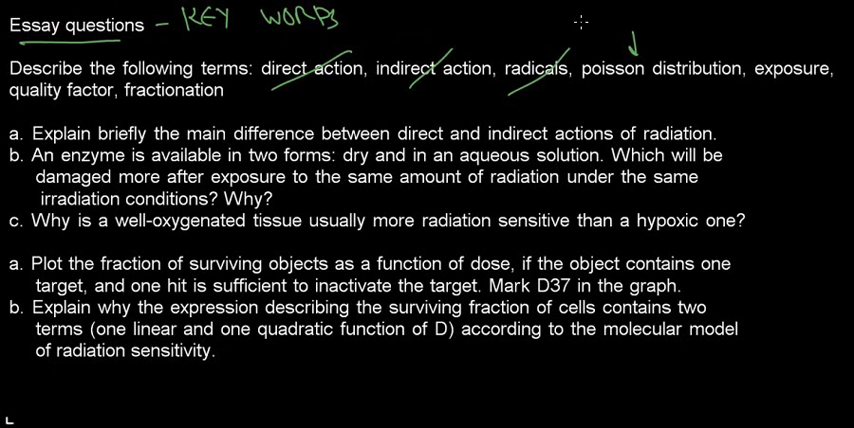 Essay questions – KEY WORDS
Describe the following terms: direct action, indirect action, radicals, poisson distribution, exposure,
quality factor, fractionation
a. Explain briefly the main difference between direct and indirect actions of radiation.
b. An enzyme is available in two forms: dry and in an aqueous solution. Which will be
damaged more after exposure to the same amount of radiation under the same
irradiation conditions? Why?
c. Why is a well-oxygenated tissue usually more radiation sensitive than a hypoxic one?
a. Plot the fraction of surviving objects as a function of dose, if the object contains one
target, and one hit is sufficient to inactivate the target. Mark D37 in the graph.
b. Explain why the expression describing the surviving fraction of cells contains two
terms (one linear and one quadratic function of D) according to the molecular model
of radiation sensitivity.